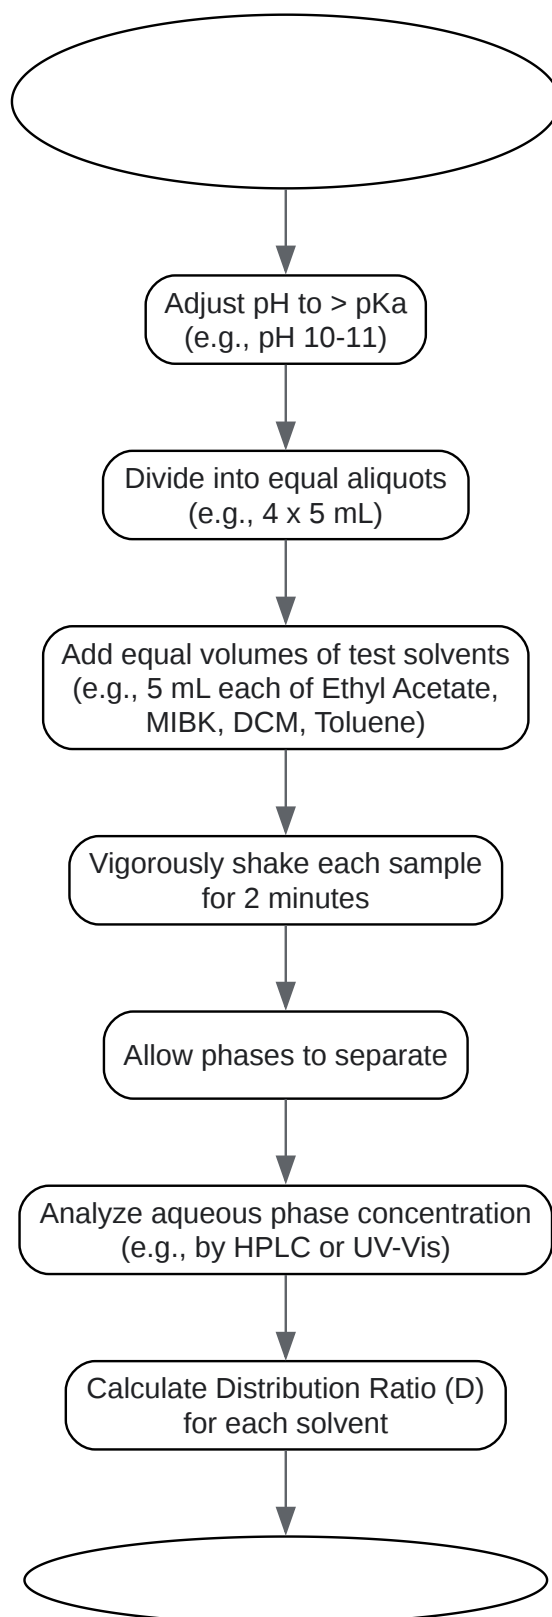 Adjust pH to > pKa
(e.g., pH 10-11)
Divide into equal aliquots
(e.g., 4 x 5 mL)
Add equal volumes of test solvents
(e.g., 5 mL each of Ethyl Acetate,
MIBK, DCM, Toluene)
Vigorously shake each sample
for 2 minutes
Allow phases to separate
Analyze aqueous phase concentration
(e.g., by HPLC or UV-Vis)
Calculate Distribution Ratio (D)
for each solvent